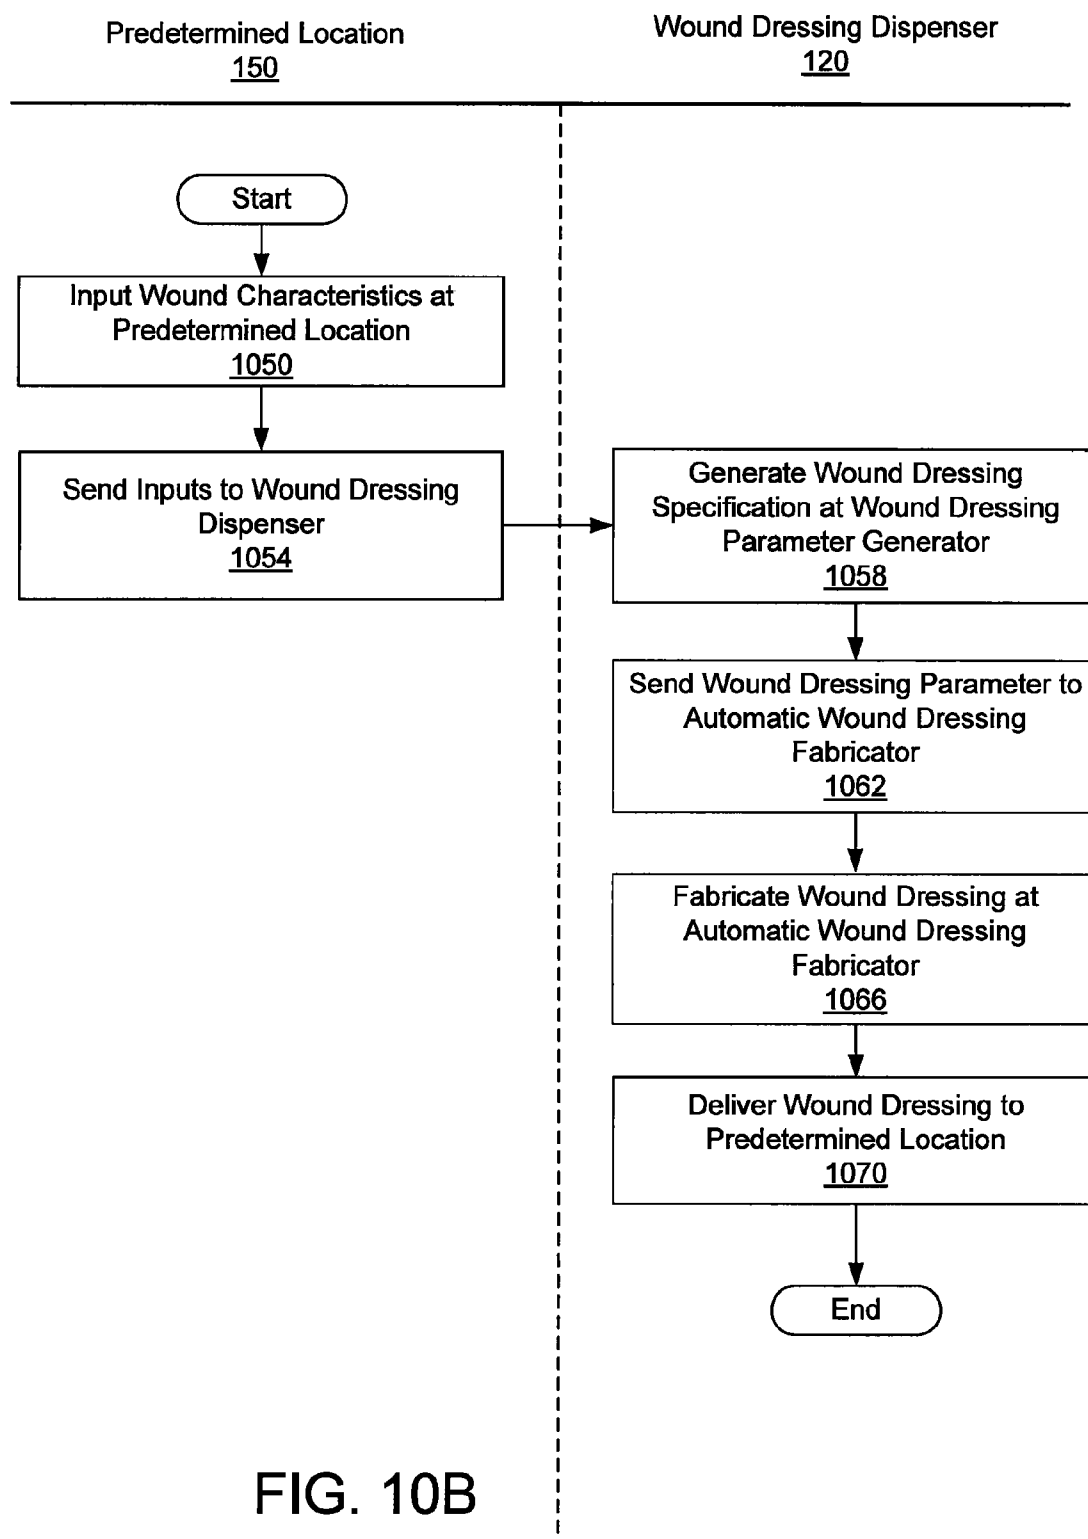 Predetermined Location
150
Wound Dressing Dispenser
120
Start
Input Wound Characteristics at
Predetermined Location
1050
Send Inputs to Wound Dressing
Dispenser
1054
Generate Wound Dressing
Specification at Wound Dressing
Parameter Generator
1058
Send Wound Dressing Parameter to
Automatic Wound Dressing
Fabricator
1062
Fabricate Wound Dressing at
Automatic Wound Dressing
Fabricator
1066
Deliver Wound Dressing to
Predetermined Location
1070
End
FIG. 10B